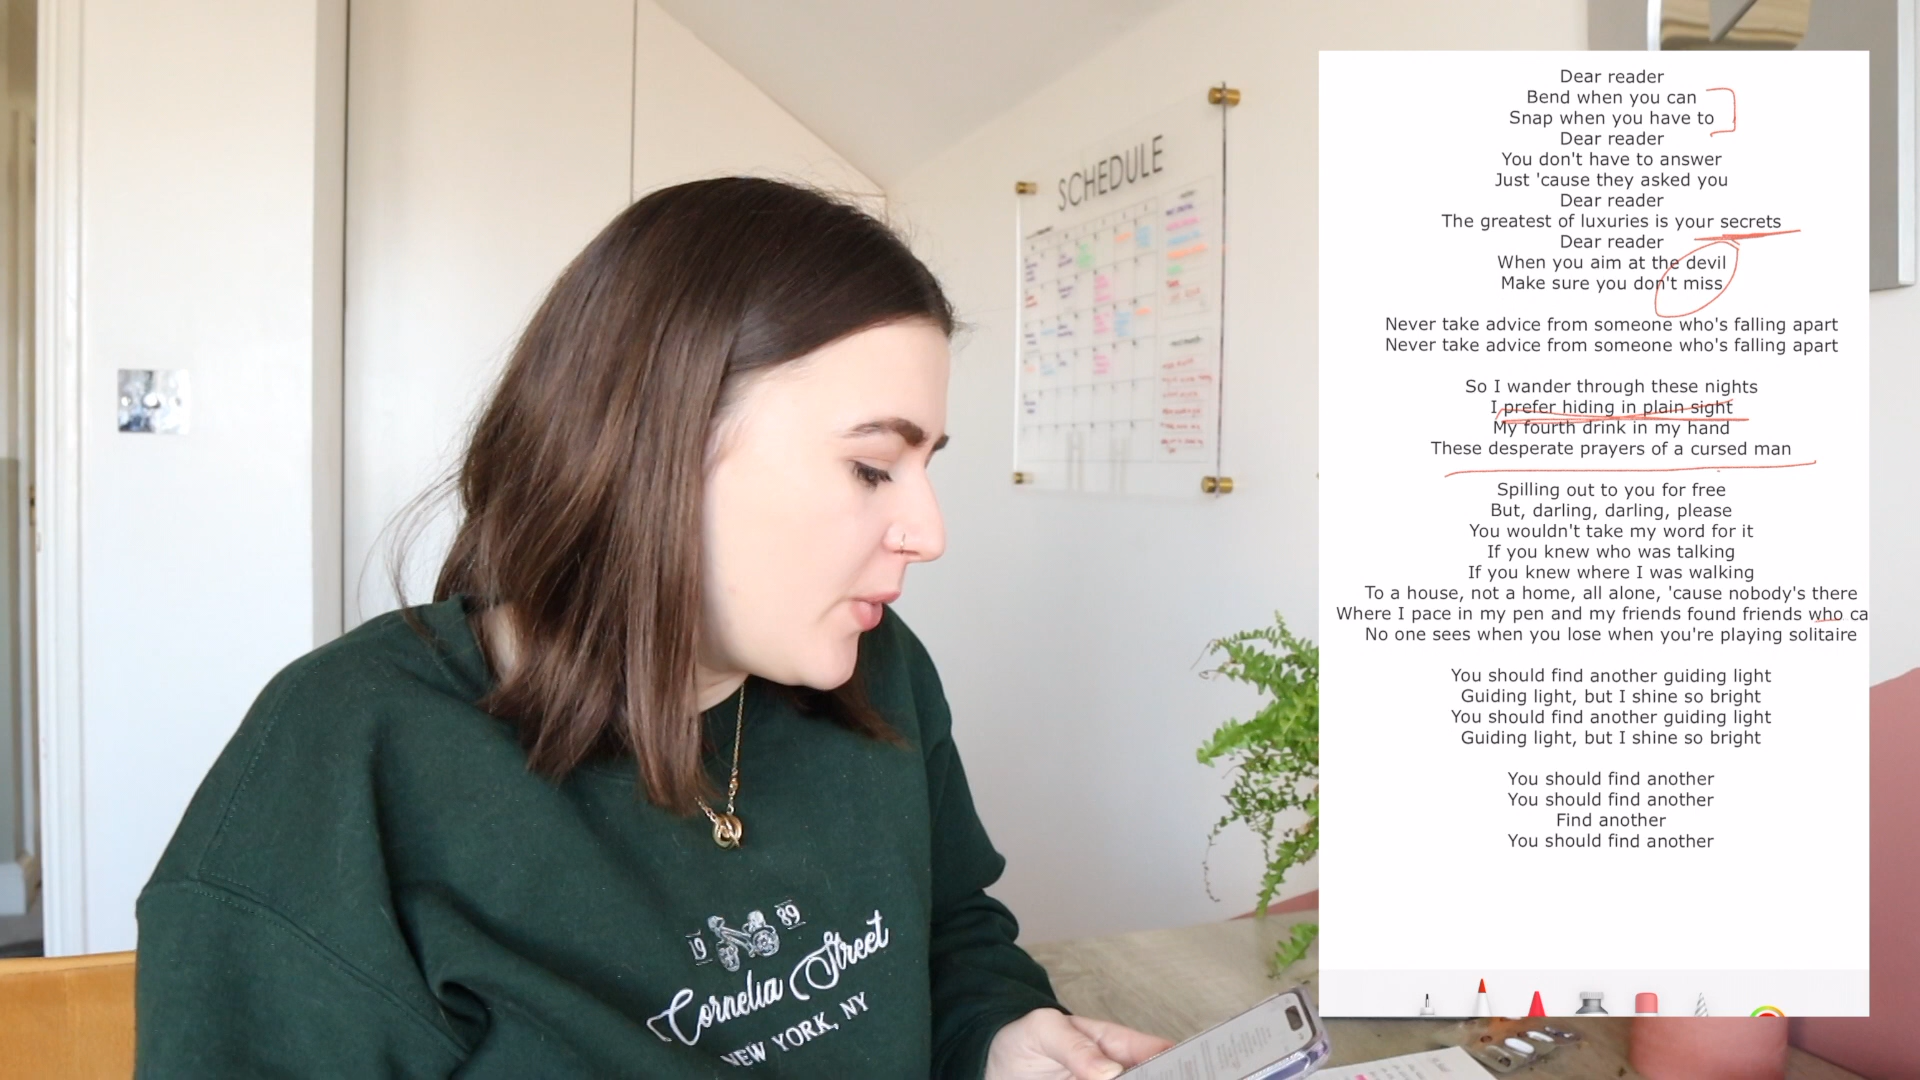 SCHEDULE
19 89
Cornelia Street
NEW YORK, NY
Dear reader
Bend when you can
Snap when you have to
Dear reader
You don't have to answer
Just 'cause they asked you
Dear reader
The greatest of luxuries is your secrets
Dear reader
When you aim at the devil
Make sure you don't miss
Never take advice from someone who's falling apart
Never take advice from someone who's falling apart
So I wander through these nights
I prefer hiding in plain sight
My fourth drink in my hand
These desperate prayers of a cursed man
Spilling out to you for free
But, darling, darling, please
You wouldn't take my word for it
If you knew who was talking
If you knew where I was walking
To a house, not a home, all alone, 'cause nobody's there
Where I pace in my pen and my friends found friends who ca
No one sees when you lose when you're playing solitaire
You should find another guiding light
Guiding light, but I shine so bright
You should find another guiding light
Guiding light, but I shine so bright
You should find another
You should find another
Find another
You should find another